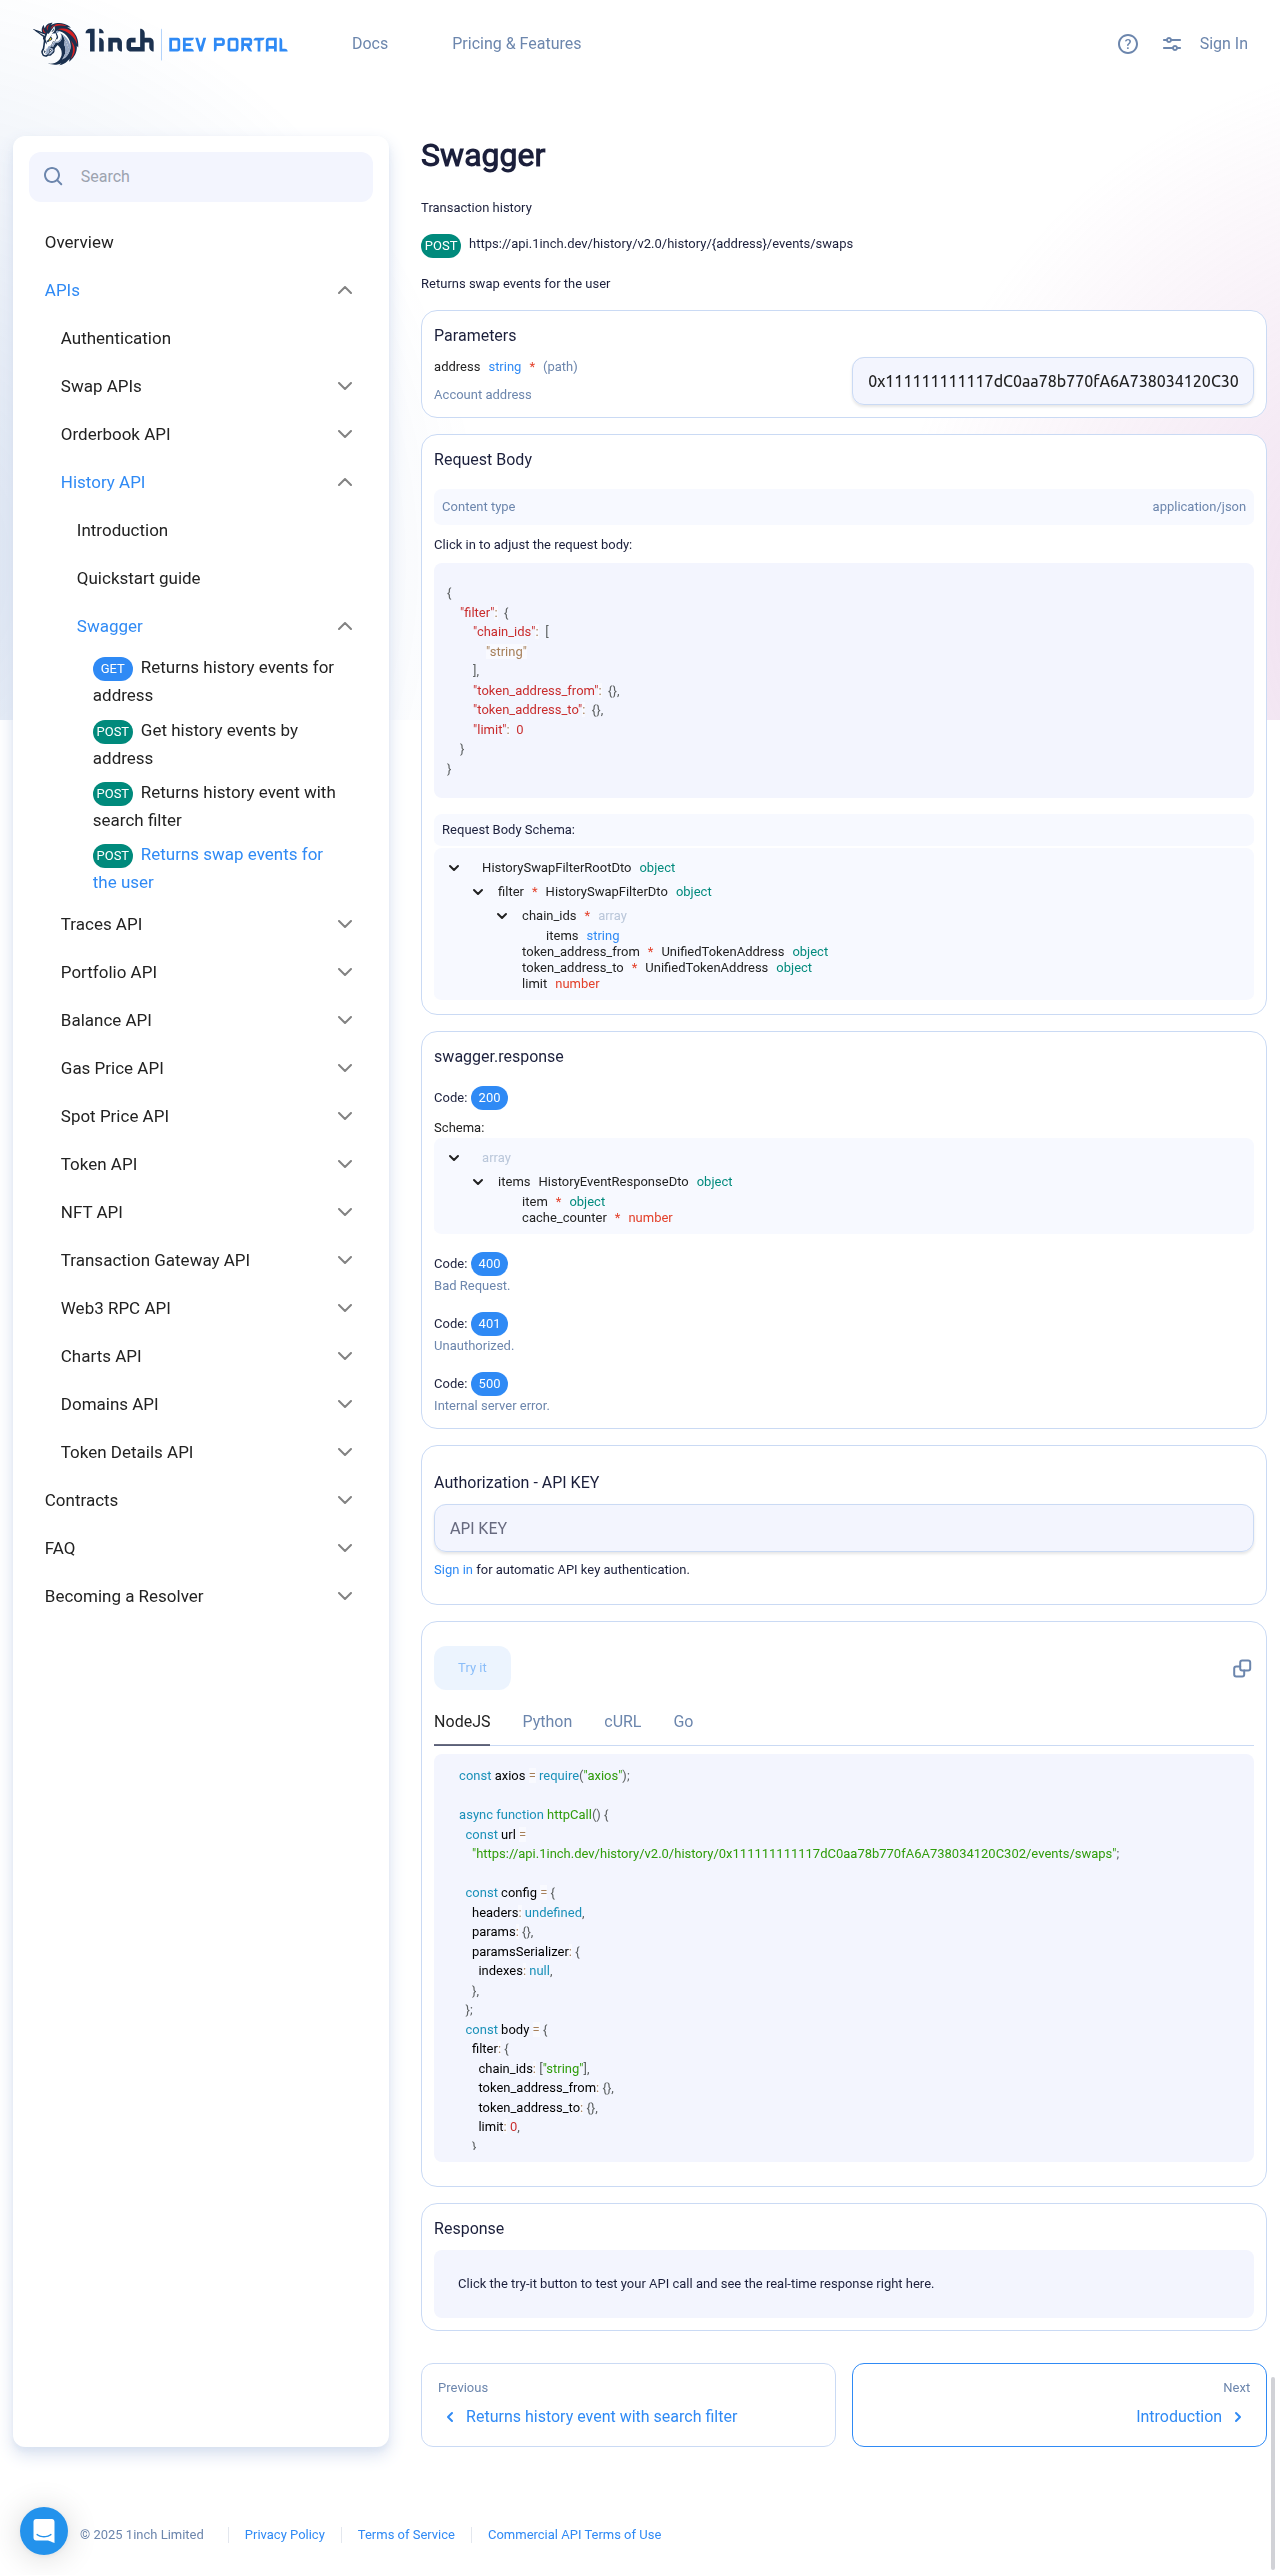 1inch DEV PORTAL
Docs
Pricing & Features
Sign In
Search
Overview
APIs
Authentication
Swap APIs
Orderbook API
History API
Introduction
Quickstart guide
Swagger
GET Returns history events for
address
POST Get history events by
address
POST Returns history event with
search filter
POST Returns swap events for
the user
Traces API
Portfolio API
Balance API
Gas Price API
Spot Price API
Token API
NFT API
Transaction Gateway API
Web3 RPC API
Charts API
Domains API
Token Details API
Contracts
FAQ
Becoming a Resolver
Swagger
Transaction history
POST https://api.1inch.dev/history/v2.0/history/{address}/events/swaps
Returns swap events for the user
Parameters
address string * (path)
Account address
0x111111111117dC0aa78b770fA6A738034120C30
Request Body
Content type application/json
Click in to adjust the request body:
{
"filter": {
"chain_ids": [
"string"
],
"token_address_from": {},
"token_address_to": {},
"limit": 0
}
}
Request Body Schema:
HistorySwapFilterRootDto object
filter * HistorySwapFilterDto object
chain_ids * array
items string
token_address_from * UnifiedTokenAddress object
token_address_to * UnifiedTokenAddress object
limit number
swagger.response
Code: 200
Schema:
array
items HistoryEventResponseDto object
item * object
cache_counter * number
Code: 400
Bad Request.
Code: 401
Unauthorized.
Code: 500
Internal server error.
Authorization - API KEY
API KEY
Sign in for automatic API key authentication.
Try it
NodeJS Python cURL Go
const axios = require("axios");
async function httpCall() {
const url =
"https://api.1inch.dev/history/v2.0/history/0x111111111117dC0aa78b770fA6A738034120C302/events/swaps";
const config = {
headers: undefined,
params: {},
paramsSerializer: {
indexes: null,
},
};
const body = {
filter: {
chain_ids: ["string"],
token_address_from: {},
token_address_to: {},
limit: 0,
}
Response
Click the try-it button to test your API call and see the real-time response right here.
Previous
Returns history event with search filter
Next
Introduction
© 2025 1inch Limited
Privacy Policy
Terms of Service
Commercial API Terms of Use